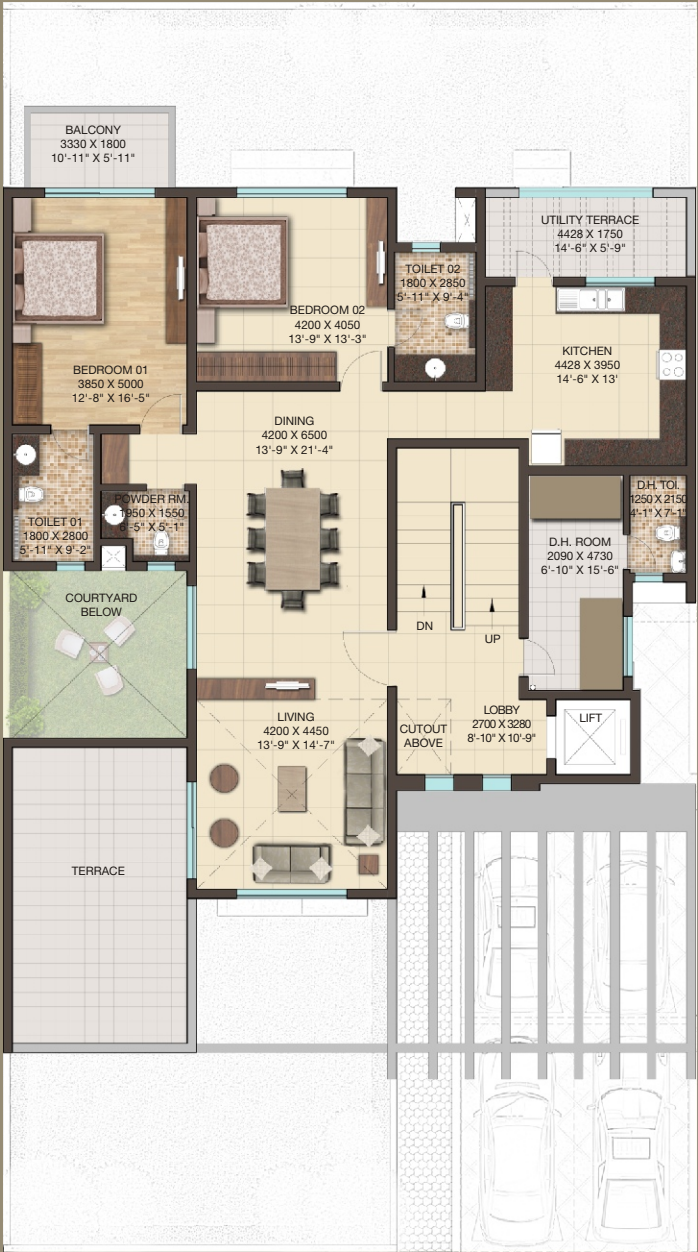 BALCONY
3330 X 1800
10'-11" X 5'-11"
UTILITY TERRACE
4428 X 1750
14'-6" X 5'-9"
TOILET 02
1800 X 2850
5'-11" X 9'-4"
BEDROOM 02
4200 X 4050
13'-9" X 13'-3"
KITCHEN
4428 X 3950
14'-6" X 13'
BEDROOM 01
3850 X 5000
12'-8" X 16'-5"
DINING
4200 X 6500
13'-9" X 21'-4"
POWDER RM.
1950 X 1550
6'-5" X 5'-1"
D.H. TOI.
1250 X 2150
4'-1" X 7'-1"
TOILET 01
1800 X 2800
5'-11" X 9'-2"
D.H. ROOM
2090 X 4730
6'-10" X 15'-6"
COURTYARD
BELOW
DN
UP
LIVING
4200 X 4450
13'-9" X 14'-7"
CUTOUT
ABOVE
LOBBY
2700 X 3280
8'-10" X 10'-9"
LIFT
TERRACE